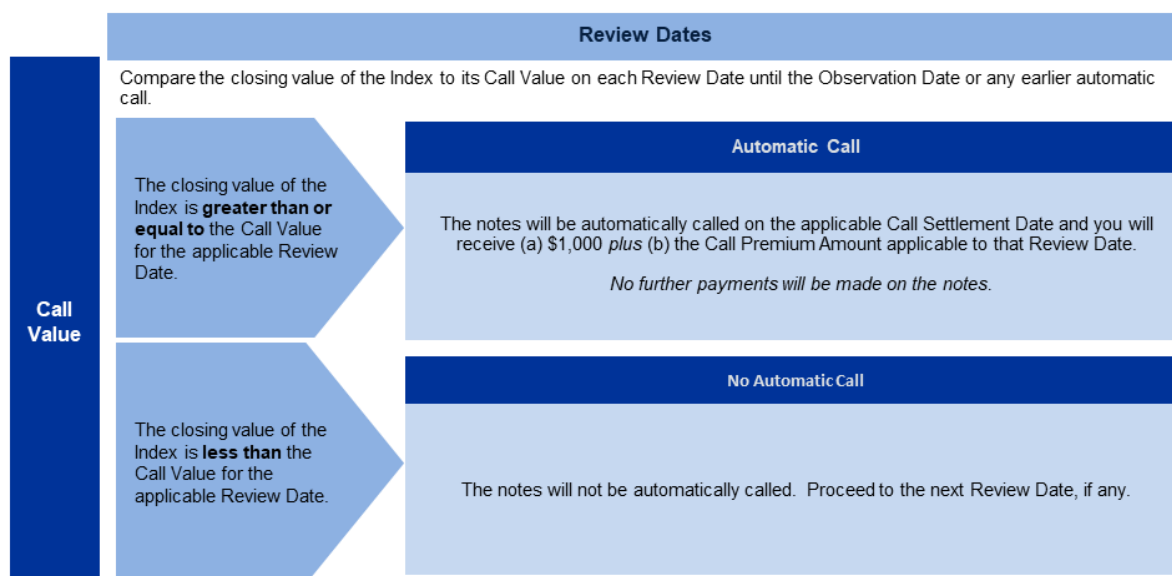 Review Dates
Compare the closing value of the Index to its Call Value on each Review Date until the Observation Date or any earlier automatic
call.
Call
Value
The closing value of the
Index is greater than or
equal to the Call Value
for the applicable Review
Date.
Automatic Call
The notes will be automatically called on the applicable Call Settlement Date and you will
receive (a) $1,000 plus (b) the Call Premium Amount applicable to that Review Date.
No further payments will be made on the notes.
The closing value of the
Index is less than the
Call Value for the
applicable Review Date.
No Automatic Call
The notes will not be automatically called. Proceed to the next Review Date, if any.